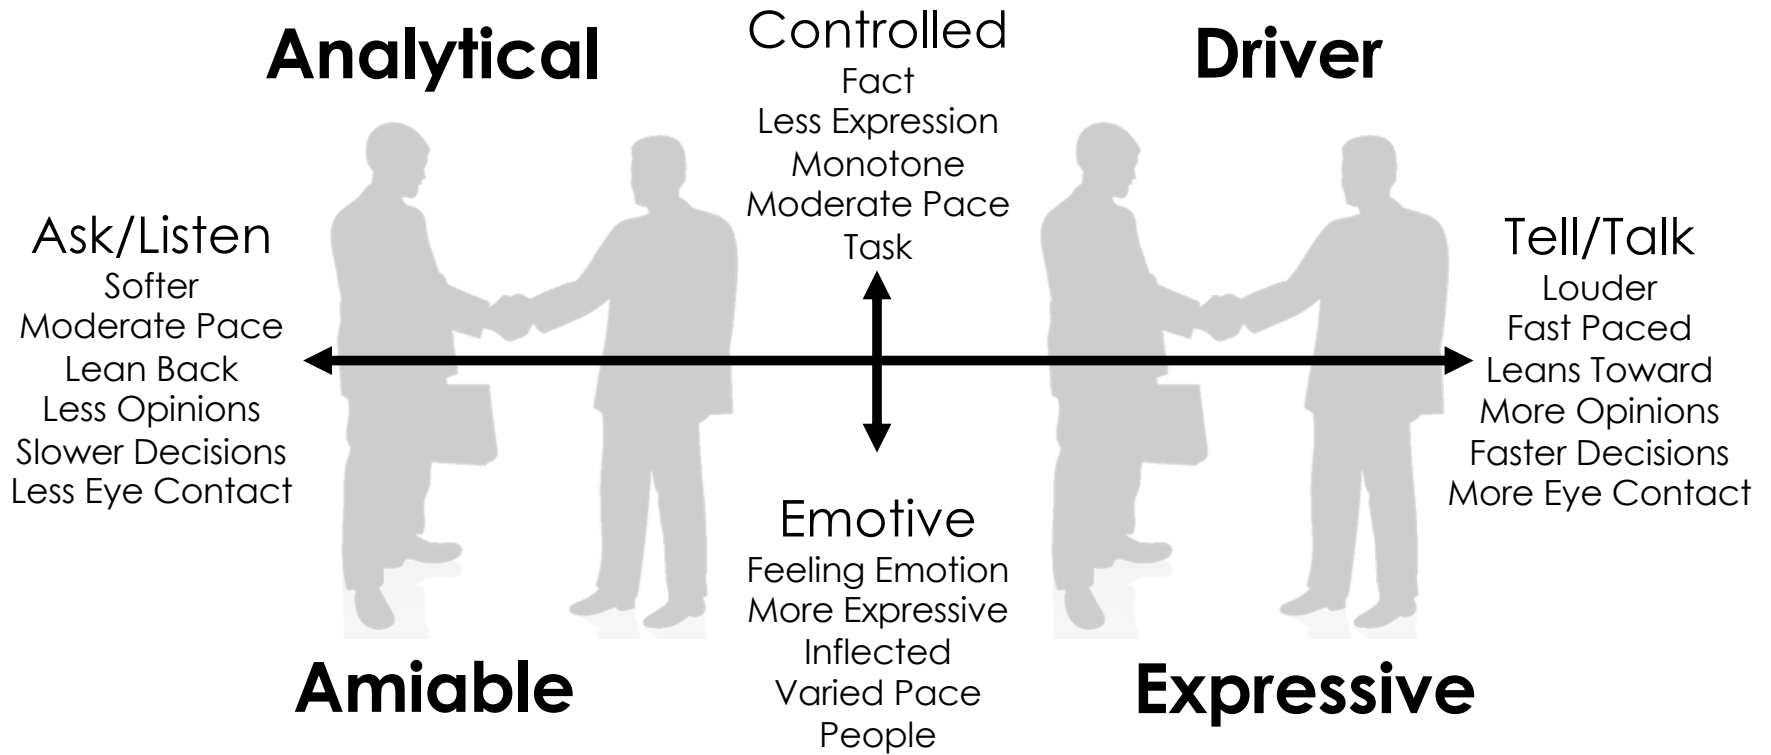 Analytical
Controlled
Fact
Less Expression
Monotone
Moderate Pace
Task
Driver
Ask/Listen
Softer
Moderate Pace
Lean Back
Less Opinions
Slower Decisions
Less Eye Contact
Tell/Talk
Louder
Fast Paced
Leans Toward
More Opinions
Faster Decisions
More Eye Contact
Amiable
Emotive
Feeling Emotion
More Expressive
Inflected
Varied Pace
People
Expressive